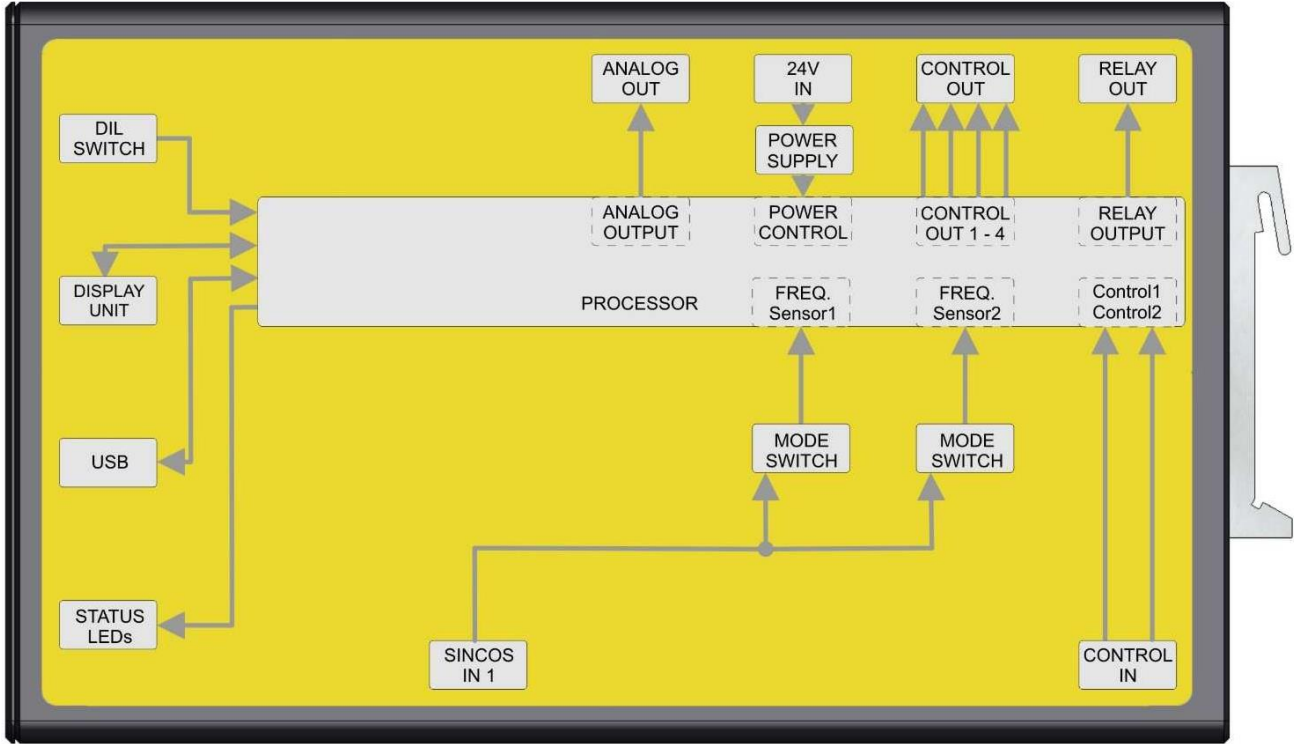 ANALOG
OUT
24V
IN
CONTROL
OUT
RELAY
OUT
DIL
SWITCH
POWER
SUPPLY
ANALOG
OUTPUT
POWER
CONTROL
CONTROL
OUT 1 - 4
RELAY
OUTPUT
DISPLAY
UNIT
PROCESSOR
FREQ.
Sensor1
FREQ.
Sensor2
Control1
Control2
USB
MODE
SWITCH
MODE
SWITCH
STATUS
LEDs
SINCOS
IN 1
CONTROL
IN